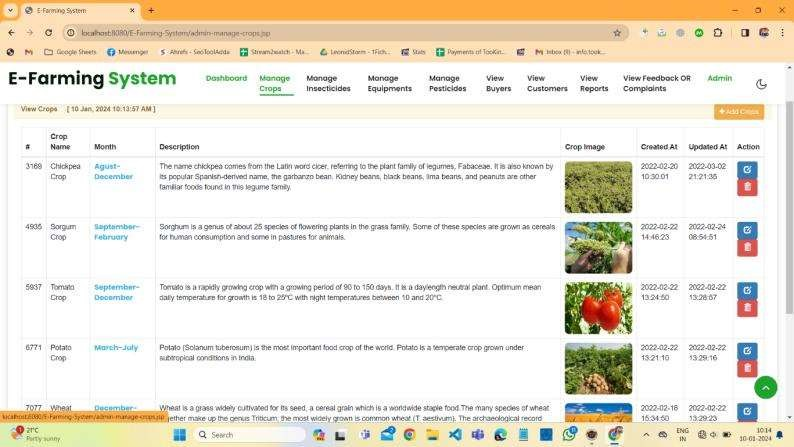 E-Farming System
localhost:8080/E-Farming-System/admin-manage-crops.jsp
Google Sheets
Messenger
Ahrefs - SeoToolAdda
Stream2watch - Ma...
LeonidStorm - 1Fich...
Stats
Payments of TooKin...
Inbox (9) - info.took...
E-Farming System
Dashboard
Manage Crops
Manage Insecticides
Manage Equipments
Manage Pesticides
View Buyers
View Customers
View Reports
View Feedback OR Complaints
Admin
View Crops [ 10 Jan, 2024 10:13:57 AM ]
+ Add Crops
# Crop Name Month Description Crop Image Created At Updated At Action
3169 Chickpea Crop Agust-December
The name chickpea comes from the Latin word cicer, referring to the plant family of legumes, Fabaceae. It is also known by
its popular Spanish-derived name, the garbanzo bean. Kidney beans, black beans, lima beans, and peanuts are other
familiar foods found in this legume family.
2022-02-20 10:30:01
2022-03-02 21:21:35
4935 Sorgum Crop September-February
Sorghum is a genus of about 25 species of flowering plants in the grass family. Some of these species are grown as cereals
for human consumption and some in pastures for animals.
2022-02-22 14:46:23
2022-02-24 08:54:51
5937 Tomato Crop September-December
Tomato is a rapidly growing crop with a growing period of 90 to 150 days. It is a daylength neutral plant. Optimum mean
daily temperature for growth is 18 to 25°C with night temperatures between 10 and 20°C.
2022-02-22 13:24:50
2022-02-22 13:28:57
6771 Potato Crop March-July
Potato (Solanum tuberosum) is the most important food crop of the world. Potato is a temperate crop grown under
subtropical conditions in India.
2022-02-22 13:21:10
2022-02-22 13:29:16
7077 Wheat December-
Wheat is a grass widely cultivated for its seed, a cereal grain which is a worldwide staple food.The many species of wheat
together make up the genus Triticum; the most widely grown is common wheat (T. aestivum). The archaeological record
2022-02-18 15:34:50
2022-02-22 13:29:23
localhost:8080/E-Farming-System/admin-manage-crops.jsp
21°C
Partly sunny
Search
ENG
IN
10:14
10-01-2024